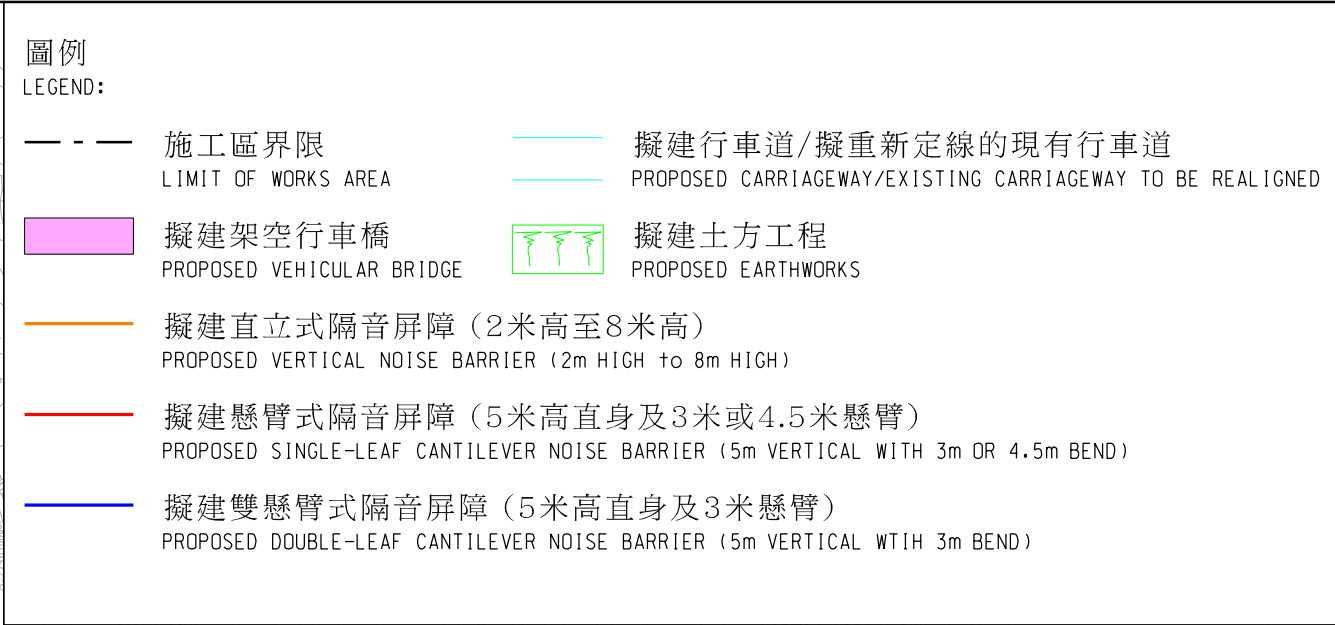 圖例
LEGEND:
施工區界限
LIMIT OF WORKS AREA
擬建行車道/擬重新定線的現有行車道
PROPOSED CARRIAGEWAY/EXISTING CARRIAGEWAY TO BE REALIGNED
擬建架空行車橋
PROPOSED VEHICULAR BRIDGE
擬建土方工程
PROPOSED EARTHWORKS
擬建直立式隔音屏障 (2米高至8米高)
PROPOSED VERTICAL NOISE BARRIER (2m HIGH to 8m HIGH)
擬建懸臂式隔音屏障 (5米高直身及3米或4.5米懸臂)
PROPOSED SINGLE-LEAF CANTILEVER NOISE BARRIER (5m VERTICAL WITH 3m OR 4.5m BEND)
擬建雙懸臂式隔音屏障 (5米高直身及3米懸臂)
PROPOSED DOUBLE-LEAF CANTILEVER NOISE BARRIER (5m VERTICAL WTIH 3m BEND)